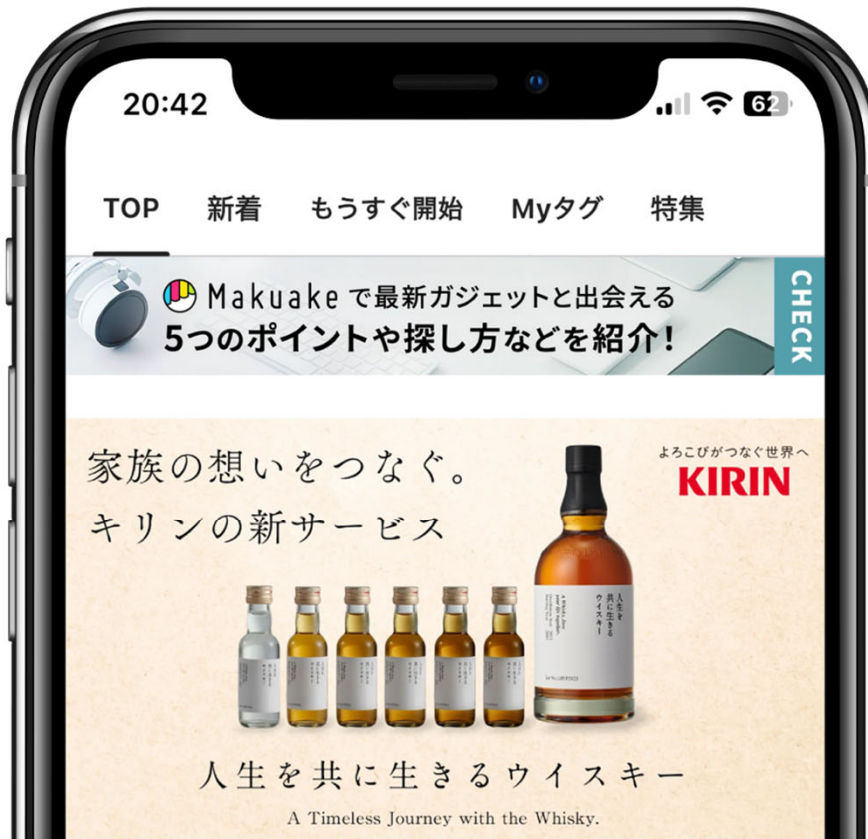 20:42
62
TOP 新着 もうすぐ開始 Myタグ 特集
Makuake で最新ガジェットと出会える
5つのポイントや探し方などを紹介!
CHECK
家族の想いをつなぐ。
キリンの新サービス
よろこびがつなぐ世界へ
KIRIN
人生を
共に生きる
ウイスキー
人生を共に生きるウイスキー
A Timeless Journey with the Whisky.